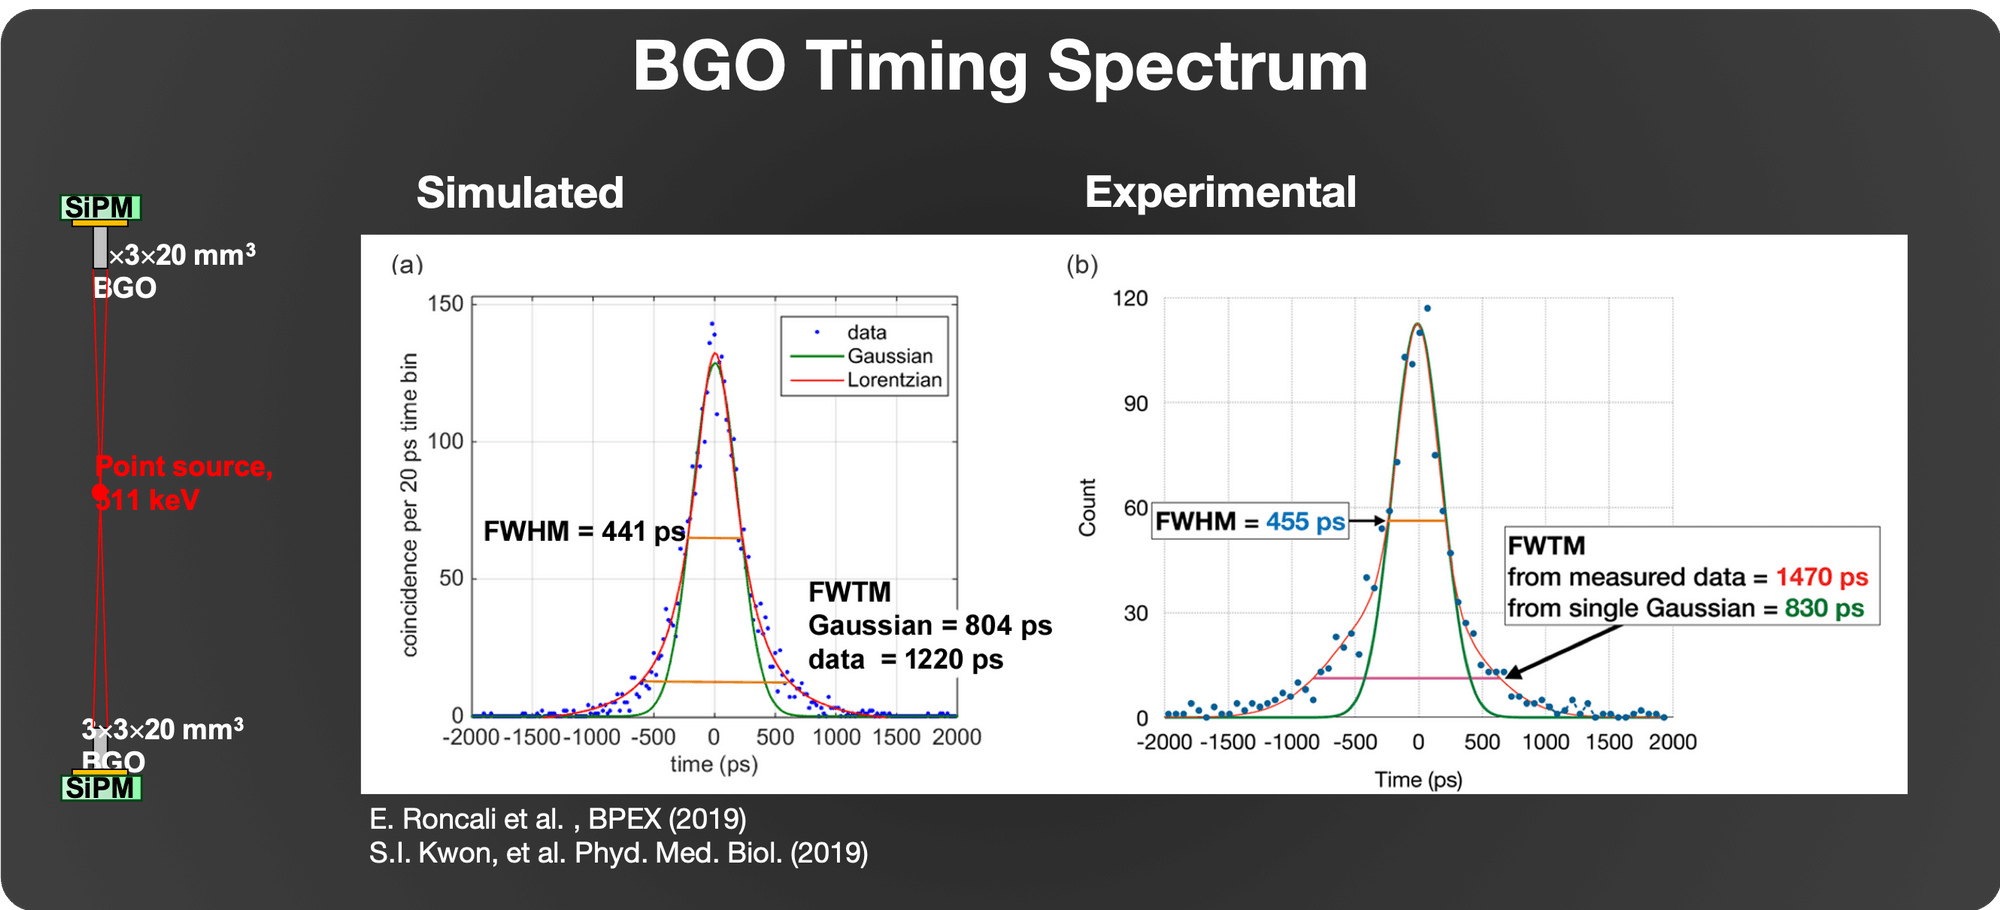 BGO Timing Spectrum
Simulated
Experimental
SiPM
×3×20 mm³
BGO
Point source,
511 keV
3×3×20 mm³
BGO
SiPM
(a)
150
100
50
0
coincidence per 20 ps time bin
data
Gaussian
Lorentzian
FWHM = 441 ps
FWTM
Gaussian = 804 ps
data = 1220 ps
-2000 -1500 -1000 -500 0 500 1000 1500 2000
time (ps)
(b)
120
90
60
30
0
Count
FWHM = 455 ps
FWTM
from measured data = 1470 ps
from single Gaussian = 830 ps
-2000 -1500 -1000 -500 0 500 1000 1500 2000
Time (ps)
E. Roncali et al. , BPEX (2019)
S.I. Kwon, et al. Phyd. Med. Biol. (2019)